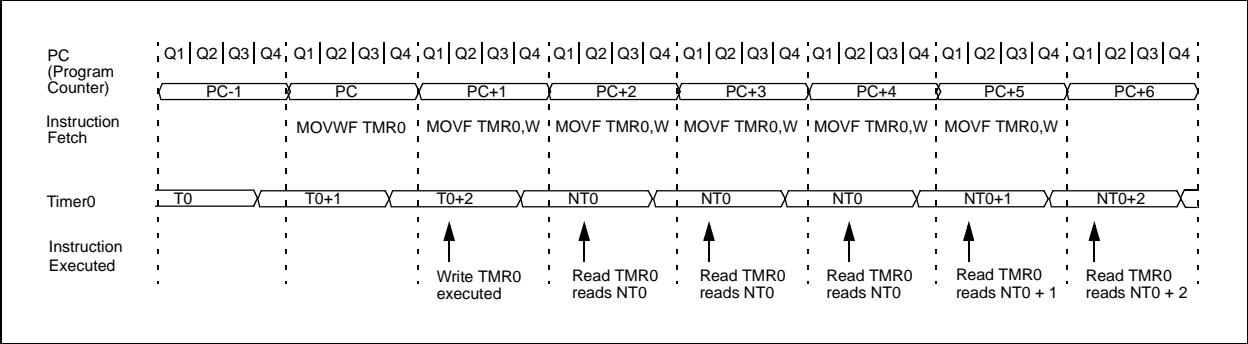 PC
(Program
Counter)
Q1 Q2 Q3 Q4 Q1 Q2 Q3 Q4 Q1 Q2 Q3 Q4 Q1 Q2 Q3 Q4 Q1 Q2 Q3 Q4 Q1 Q2 Q3 Q4 Q1 Q2 Q3 Q4 Q1 Q2 Q3 Q4
PC-1 PC PC+1 PC+2 PC+3 PC+4 PC+5 PC+6
Instruction
Fetch
MOVWF TMR0 MOVF TMR0,W MOVF TMR0,W MOVF TMR0,W MOVF TMR0,W MOVF TMR0,W
Timer0
T0 T0+1 T0+2 NT0 NT0 NT0 NT0+1 NT0+2
Instruction
Executed
Write TMR0
executed
Read TMR0
reads NT0
Read TMR0
reads NT0
Read TMR0
reads NT0
Read TMR0
reads NT0 + 1
Read TMR0
reads NT0 + 2